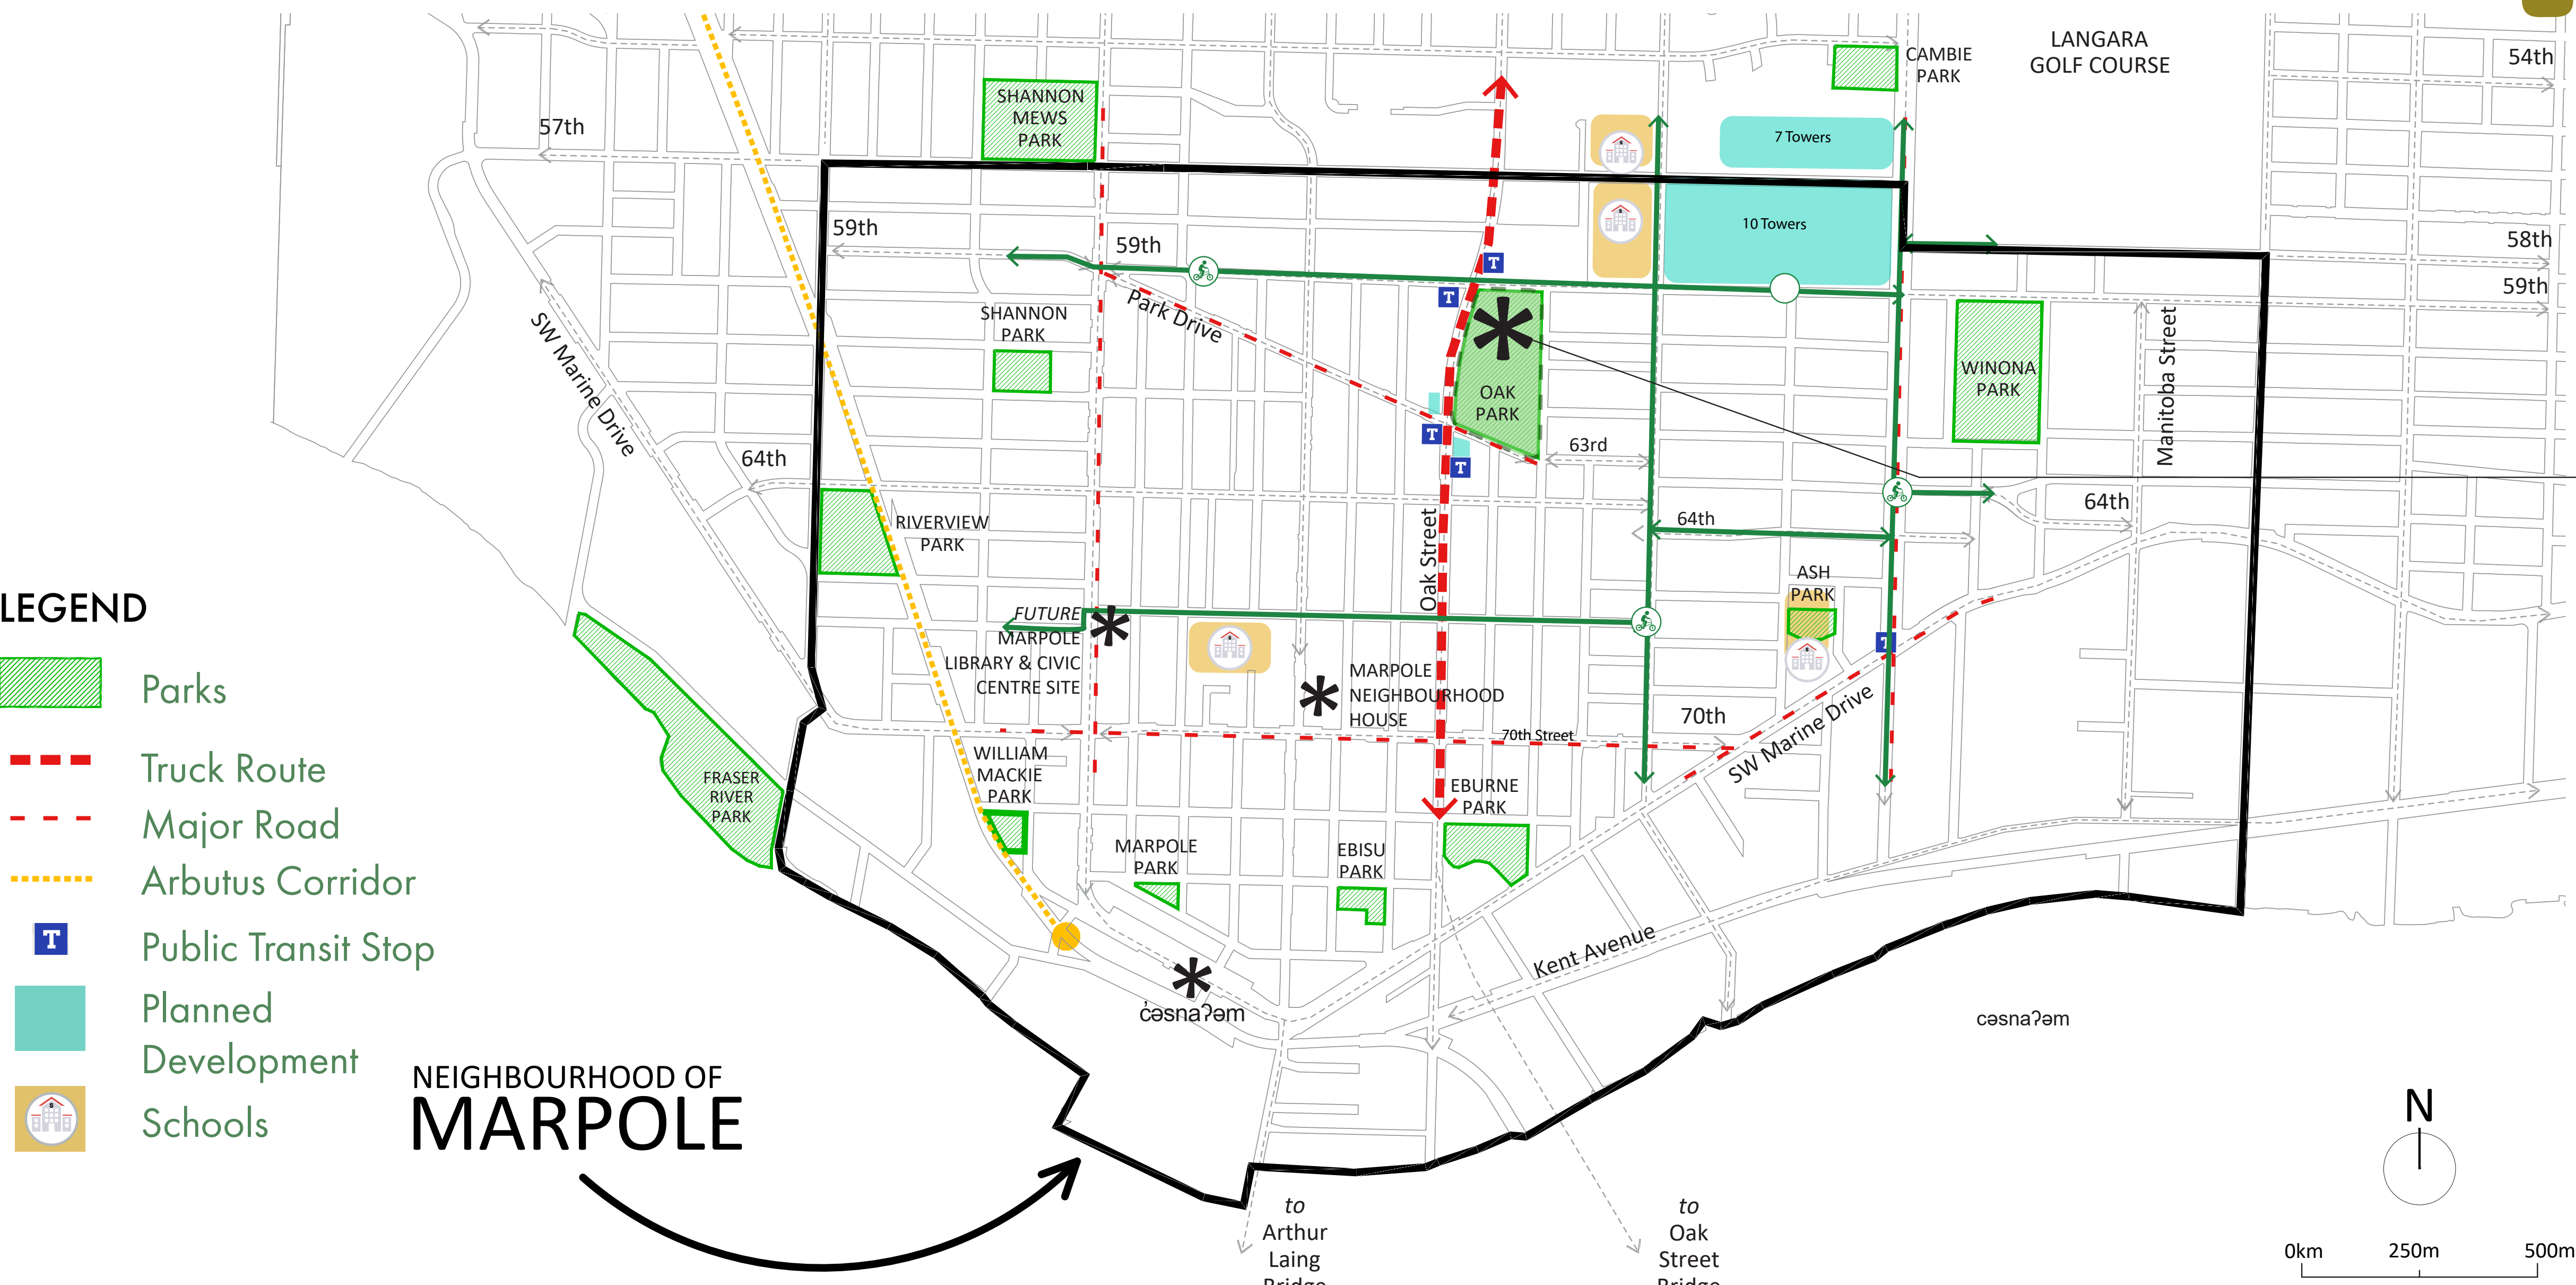 LANGARA
GOLF COURSE
CAMBIE
PARK
54th
SHANNON
MEWS
PARK
57th
7 Towers
10 Towers
59th
59th
58th
59th
Park Drive
SHANNON
PARK
SW Marine Drive
OAK
PARK
WINONA
PARK
Manitoba Street
63rd
64th
64th
64th
RIVERVIEW
PARK
Oak Street
ASH
PARK
FUTURE
MARPOLE
LIBRARY & CIVIC
CENTRE SITE
MARPOLE
NEIGHBOURHOOD
HOUSE
70th
70th Street
SW Marine Drive
WILLIAM
MACKIE
PARK
FRASER
RIVER
PARK
EBURNE
PARK
MARPOLE
PARK
EBISU
PARK
Kent Avenue
c̓əsnaʔəm
cəsnaʔəm
T
T
T
T
T
LEGEND
Parks
Truck Route
Major Road
Arbutus Corridor
T
Public Transit Stop
Planned
Development
Schools
NEIGHBOURHOOD OF
MARPOLE
to
Arthur
Laing
Bridge
to
Oak
Street
Bridge
N
0km 250m 500m